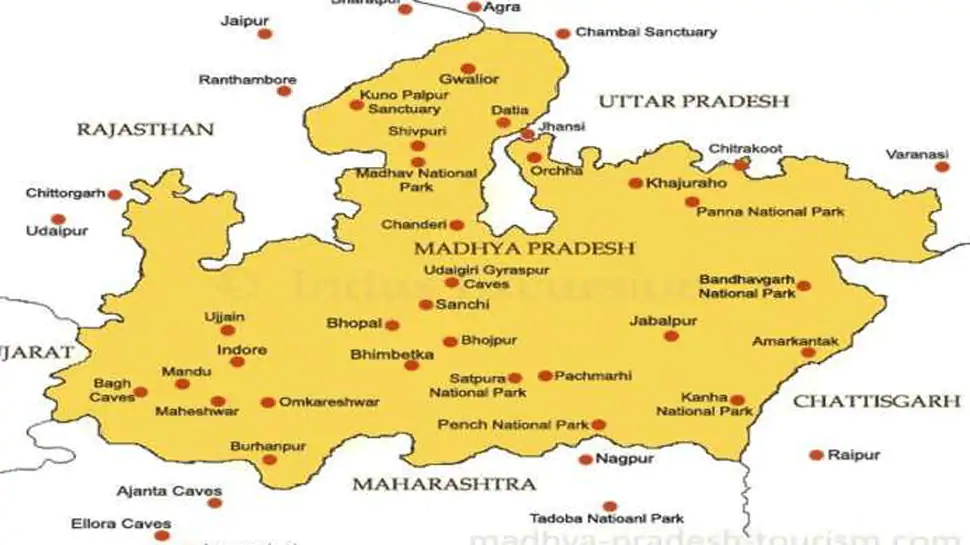 Bharatpur
Agra
Jaipur
Chambal Sanctuary
Gwalior
Ranthambore
Kuno Palpur
Sanctuary
UTTAR PRADESH
Datia
RAJASTHAN
Shivpuri
Jhansi
Chitrakoot
Varanasi
Madhav National
Park
Orchha
Khajuraho
Chittorgarh
Panna National Park
Udaipur
Chanderi
MADHYA PRADESH
Udaigiri Gyraspur
Caves
Bandhavgarh
National Park
Sanchi
Ujjain
Bhopal
Jabalpur
Bhojpur
Amarkantak
UJARAT
Indore
Bhimbetka
Mandu
Satpura
National Park
Pachmarhi
Bagh
Caves
Maheshwar
Omkareshwar
Kanha
National Park
CHATTISGARH
Pench National Park
Burhanpur
Nagpur
Raipur
MAHARASHTRA
Ajanta Caves
Tadoba Natioanl Park
Ellora Caves
madhya-pradesh-tourism.com